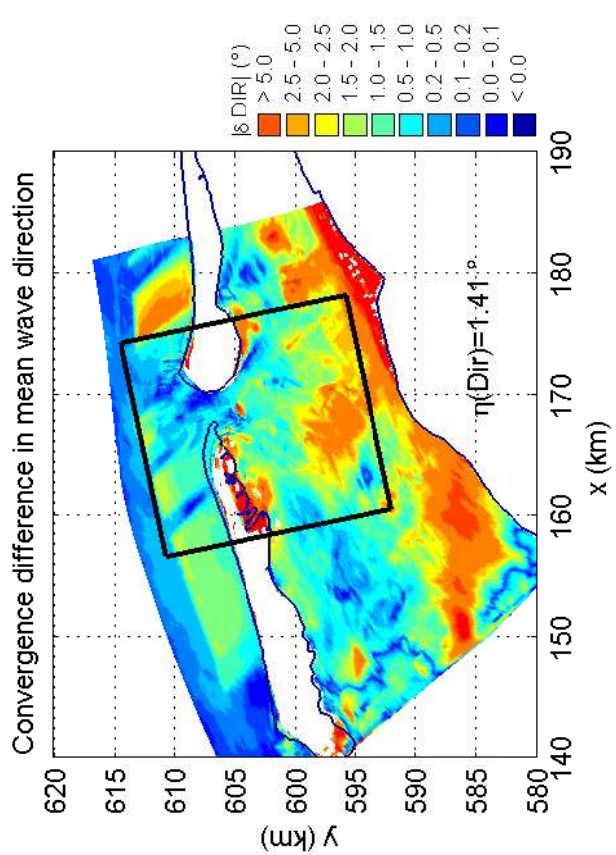 Convergence difference in mean wave direction
|δ DIR| (°)
> 5.0
2.5 - 5.0
2.0 - 2.5
1.5 - 2.0
1.0 - 1.5
0.5 - 1.0
0.2 - 0.5
0.1 - 0.2
0.0 - 0.1
< 0.0
620
615
610
605
600
595
590
585
580
y (km)
η(Dir)=1.41 °
140
150
160
170
180
190
x (km)